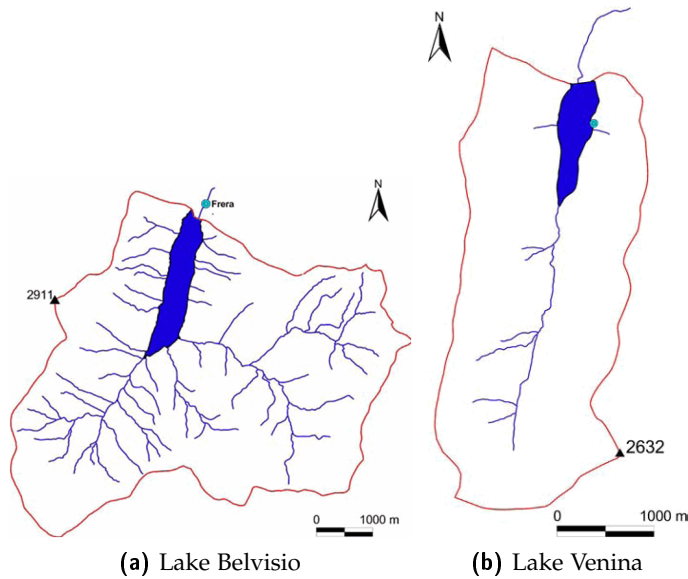 N
N
Frera
2911
2632
0 1000 m
0 1000 m
(a) Lake Belvisio
(b) Lake Venina